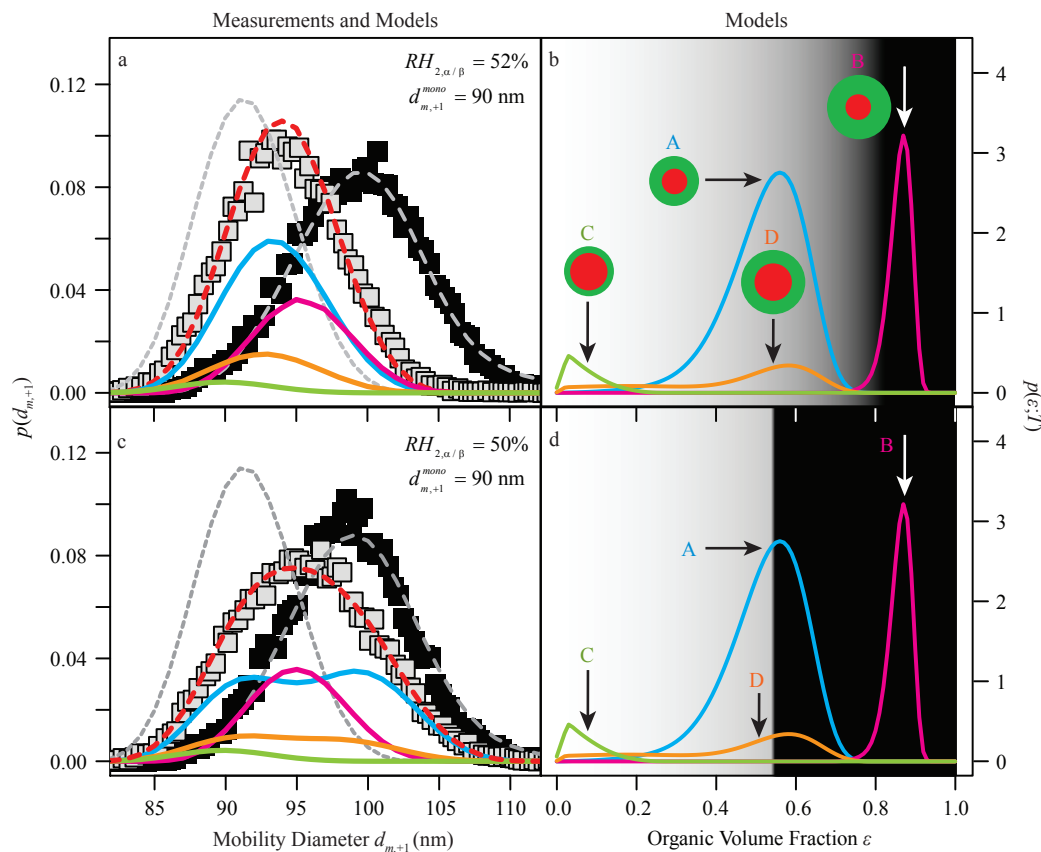 Measurements and Models
Models
a
RH2,α/β = 52%
d mono m,+1 = 90 nm
0.12
0.08
0.04
0.00
b
A
B
C
D
4
3
2
1
0
p(dm,+1)
p(ε;T)
c
RH2,α/β = 50%
d mono m,+1 = 90 nm
0.12
0.08
0.04
0.00
d
A
B
C
D
4
3
2
1
0
85 90 95 100 105 110
0.0 0.2 0.4 0.6 0.8 1.0
Mobility Diameter dm,+1 (nm)
Organic Volume Fraction ε